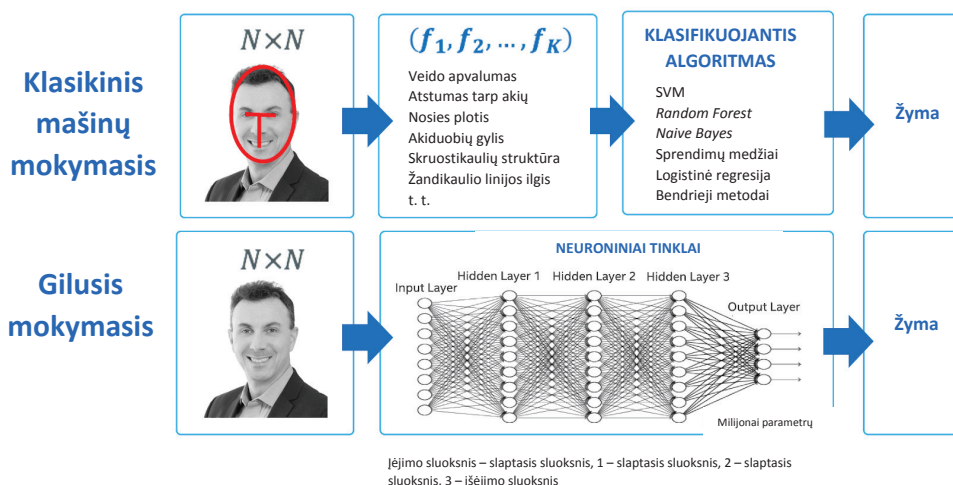 Klasikinis
mašinų
mokymasis
N×N
(f1, f2, ..., fK)
Veido apvalumas
Atstumas tarp akių
Nosies plotis
Akiduobių gylis
Skruostikaulių struktūra
Žandikaulio linijos ilgis
t. t.
KLASIFIKUOJANTIS
ALGORITMAS
SVM
Random Forest
Naive Bayes
Sprendimų medžiai
Logistinė regresija
Bendrieji metodai
Žyma
Gilusis
mokymasis
N×N
NEURONINIAI TINKLAI
Input Layer
Hidden Layer 1
Hidden Layer 2
Hidden Layer 3
Output Layer
Milijonai parametrų
Žyma
Įėjimo sluoksnis – slaptasis sluoksnis, 1 – slaptasis sluoksnis, 2 – slaptasis
sluoksnis, 3 – išėjimo sluoksnis